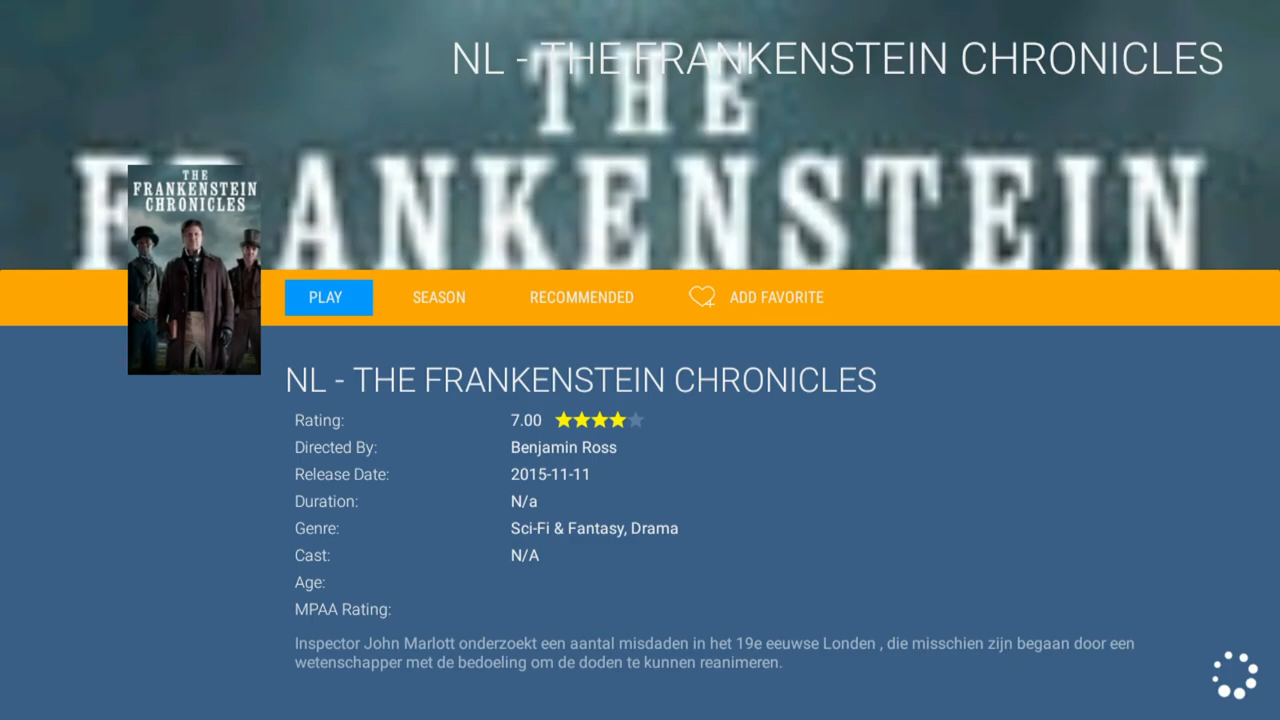 NL - THE FRANKENSTEIN CHRONICLES
THE
FRANKENSTEIN
THE
FRANKENSTEIN
CHRONICLES
PLAY
SEASON
RECOMMENDED
ADD FAVORITE
NL - THE FRANKENSTEIN CHRONICLES
Rating: 7.00
Directed By: Benjamin Ross
Release Date: 2015-11-11
Duration: N/a
Genre: Sci-Fi & Fantasy, Drama
Cast: N/A
Age:
MPAA Rating:
Inspector John Marlott onderzoekt een aantal misdaden in het 19e eeuwse Londen , die misschien zijn begaan door een
wetenschapper met de bedoeling om de doden te kunnen reanimeren.